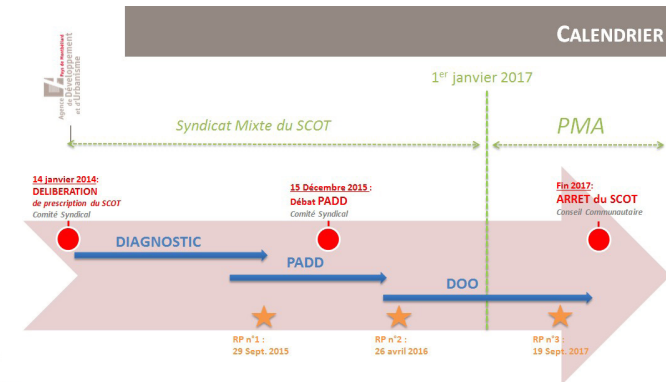 CALENDRIER
Pays de Montbéliard
Agence de Développement
et d'Urbanisme
1er janvier 2017
Syndicat Mixte du SCOT
PMA
14 janvier 2014:
DELIBERATION
de prescription du SCOT
Comité Syndical
15 Décembre 2015 :
Débat PADD
Comité Syndical
Fin 2017:
ARRET du SCOT
Conseil Communautaire
DIAGNOSTIC
PADD
DOO
RP n°1 :
29 Sept. 2015
RP n°2 :
26 avril 2016
RP n°3 :
19 Sept. 2017